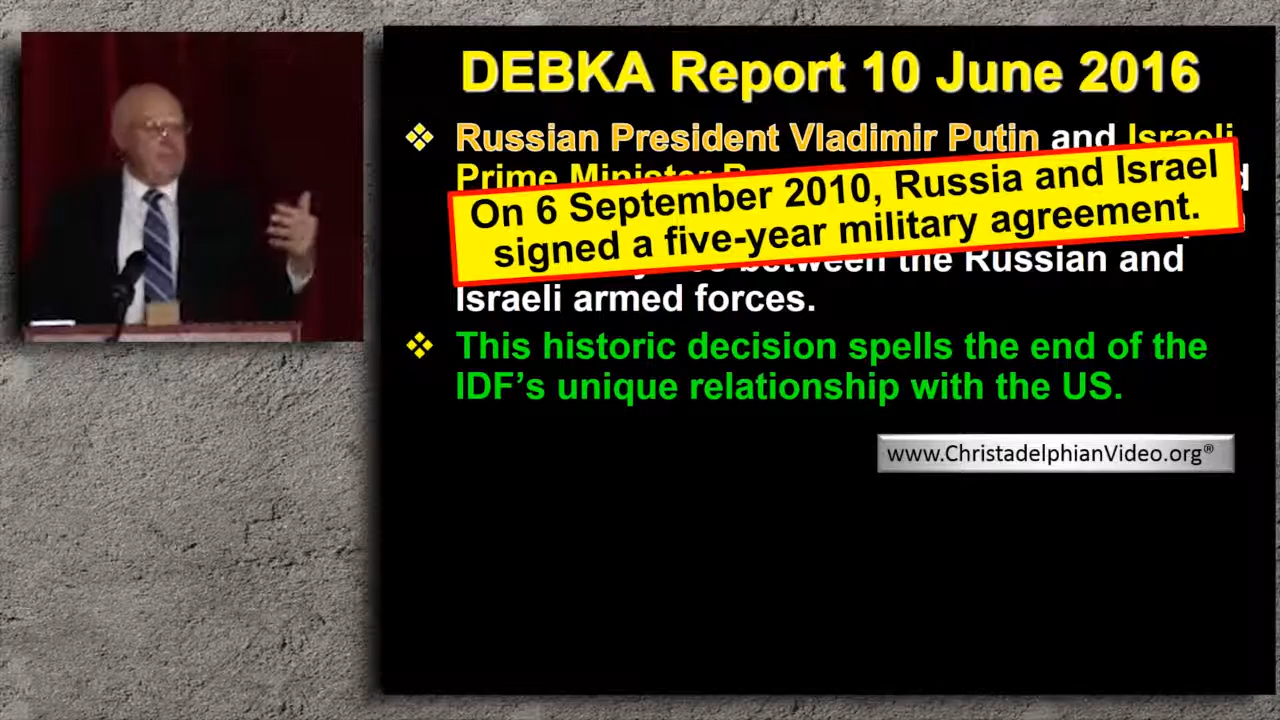 DEBKA Report 10 June 2016
Russian President Vladimir Putin and Israeli
Prime Minister
On 6 September 2010, Russia and Israel
signed a five-year military agreement.
between the Russian and
Israeli armed forces.
This historic decision spells the end of the
IDF's unique relationship with the US.
www.ChristadelphianVideo.org®